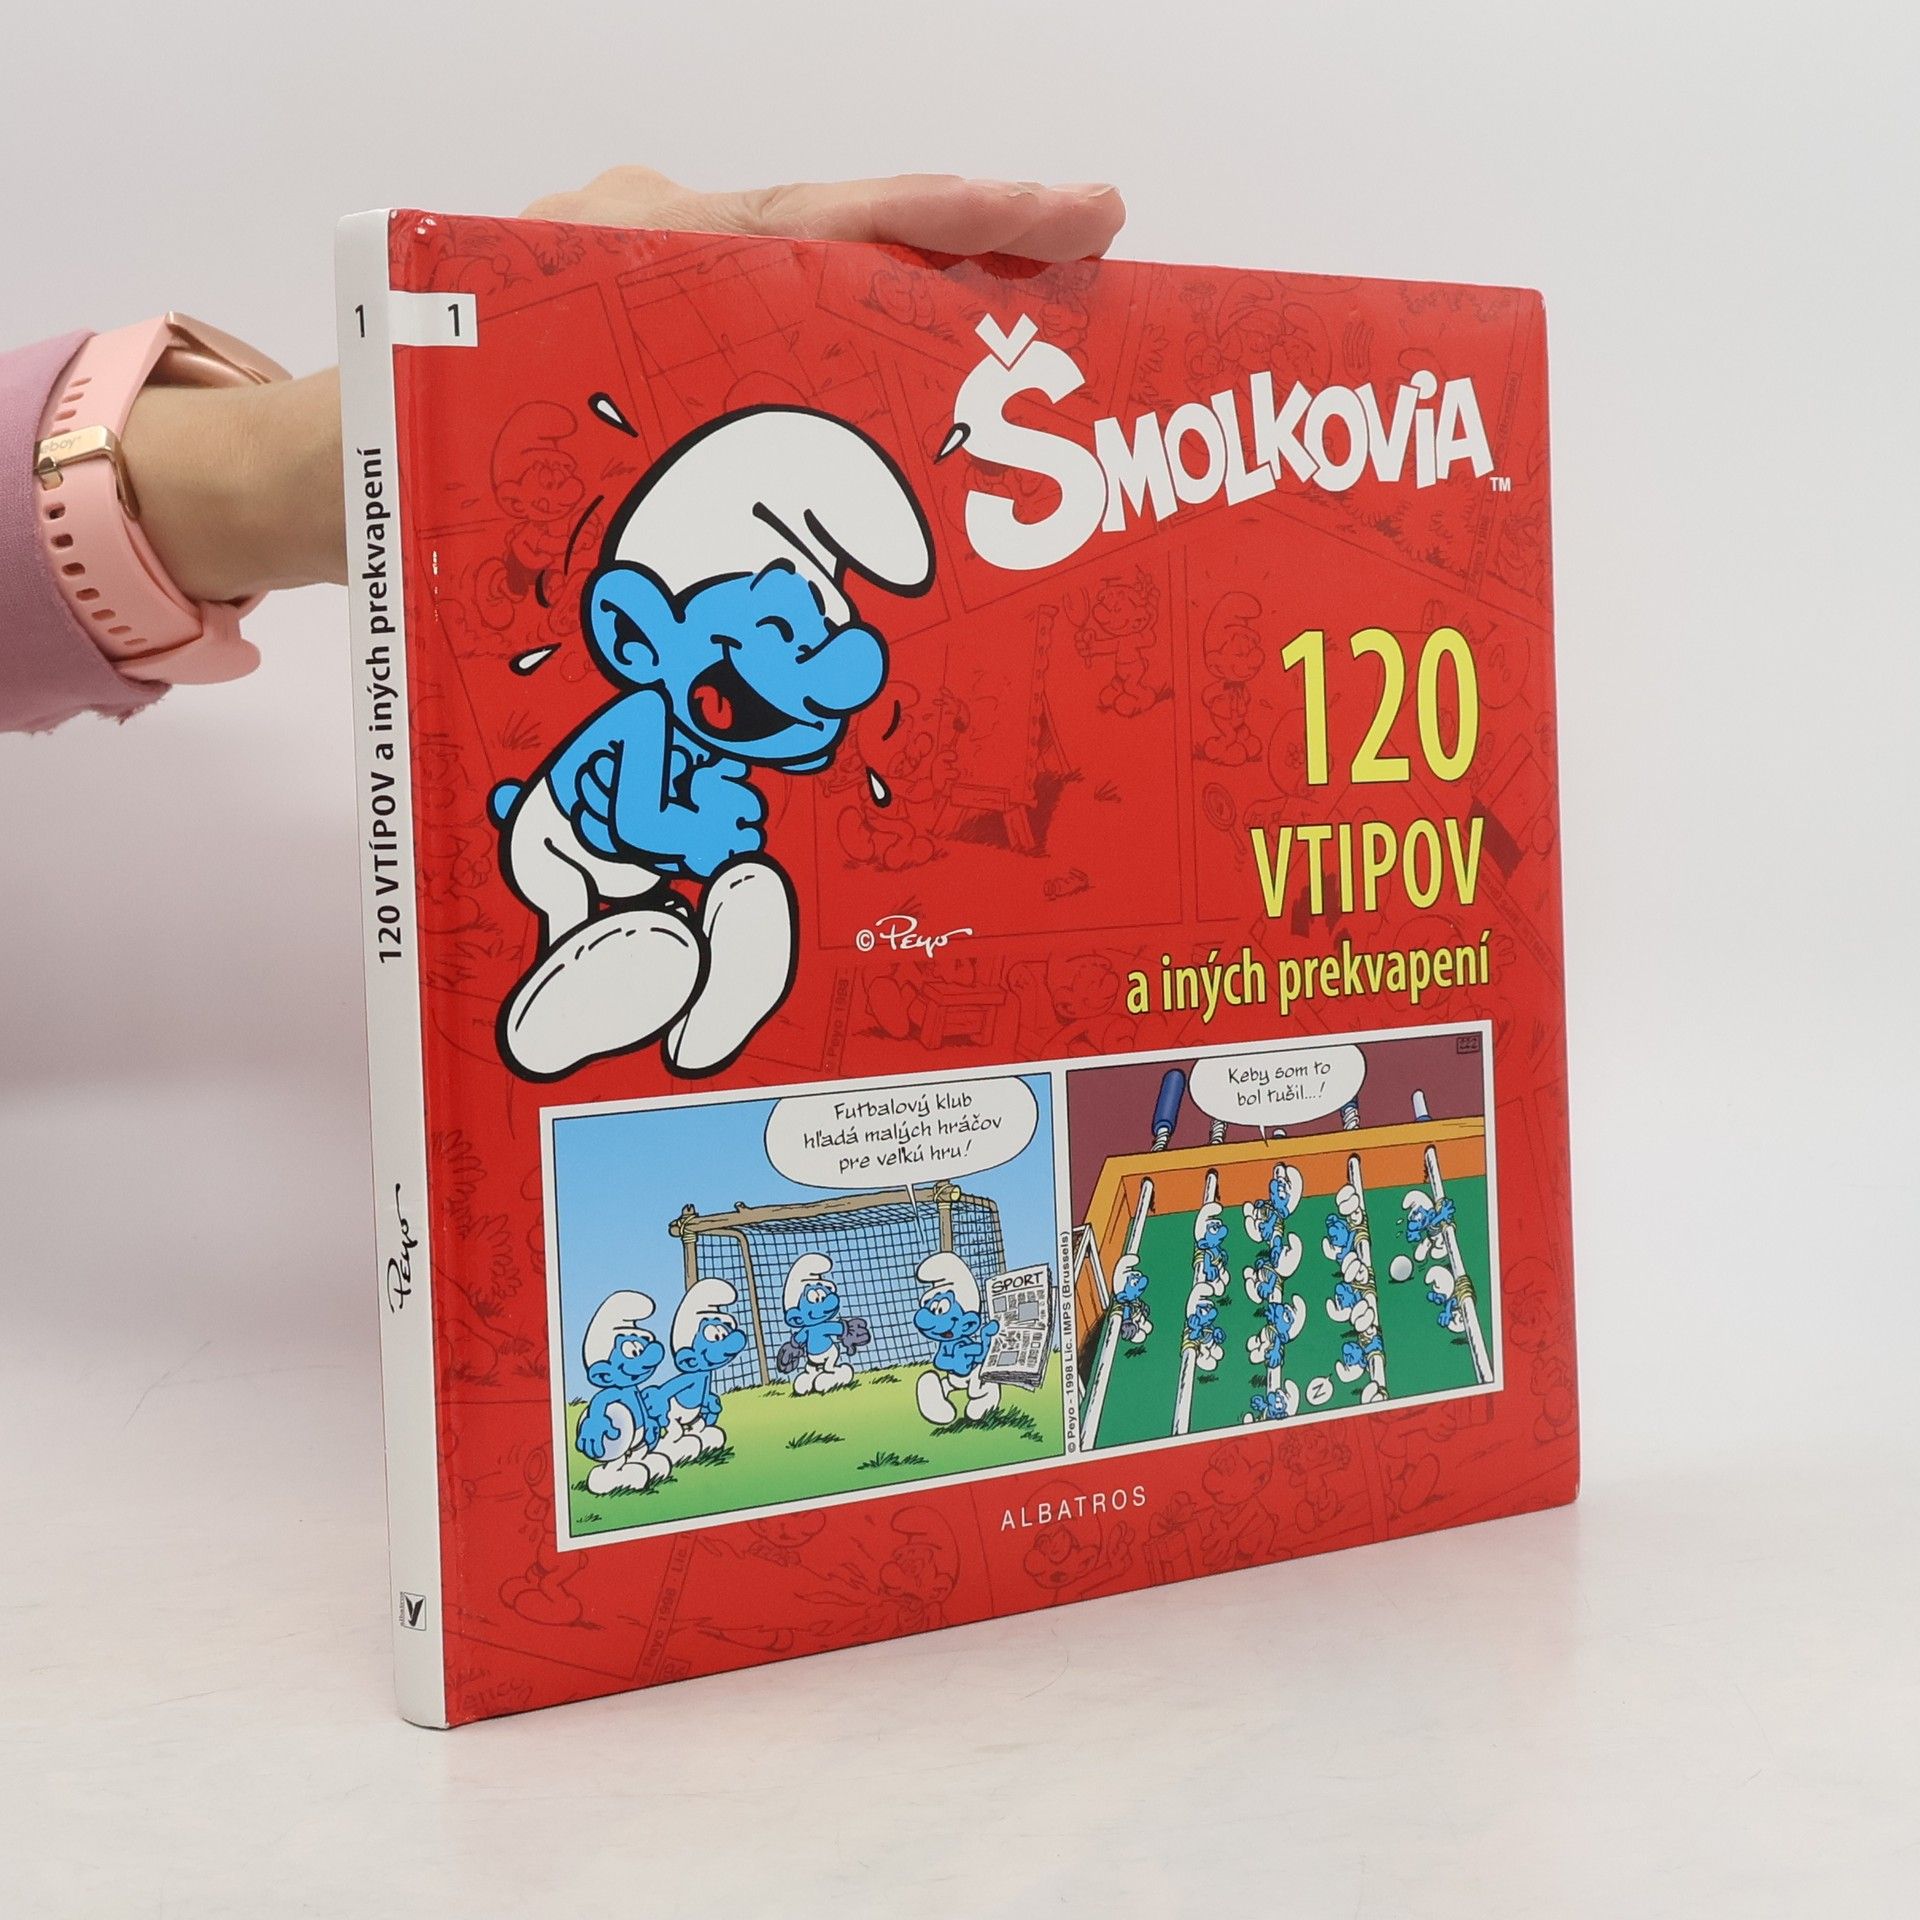 1
1
120 VTÍPOV a iných prekvapení
Peyo
albatros
ŠMOLKOViA
TM
120
VTIPOV
a iných prekvapení
© Peyo
Futbalový klub
hľadá malých hráčov
pre veľkú hru!
SPORT
© Peyo - 1998 Lic. IMPS (Brussels)
Keby som to
bol tušil...!
Z
ALBATROS